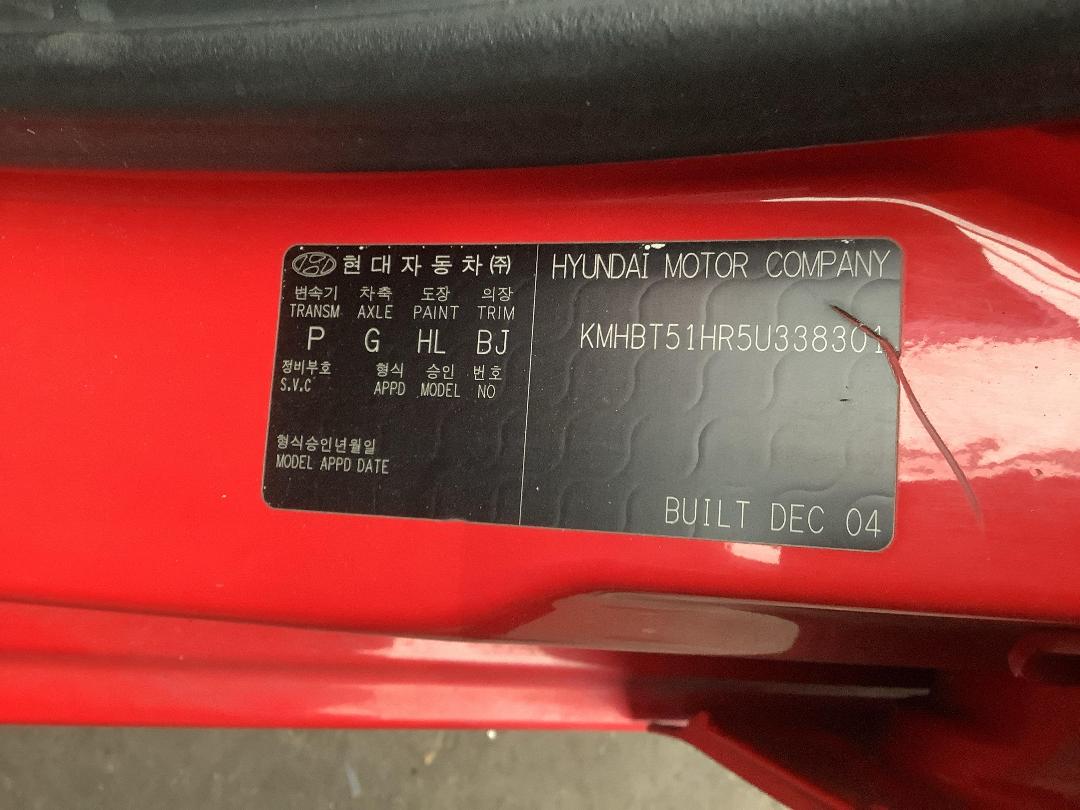 현대자동차㈜
변속기 차축 도장 의장
TRANSM AXLE PAINT TRIM
P G HL BJ
정비부호 형식 승인 번호
S.V.C APPD MODEL NO
형식승인년월일
MODEL APPD DATE
HYUNDAI MOTOR COMPANY
KMHBT51HR5U338301
BUILT DEC 04